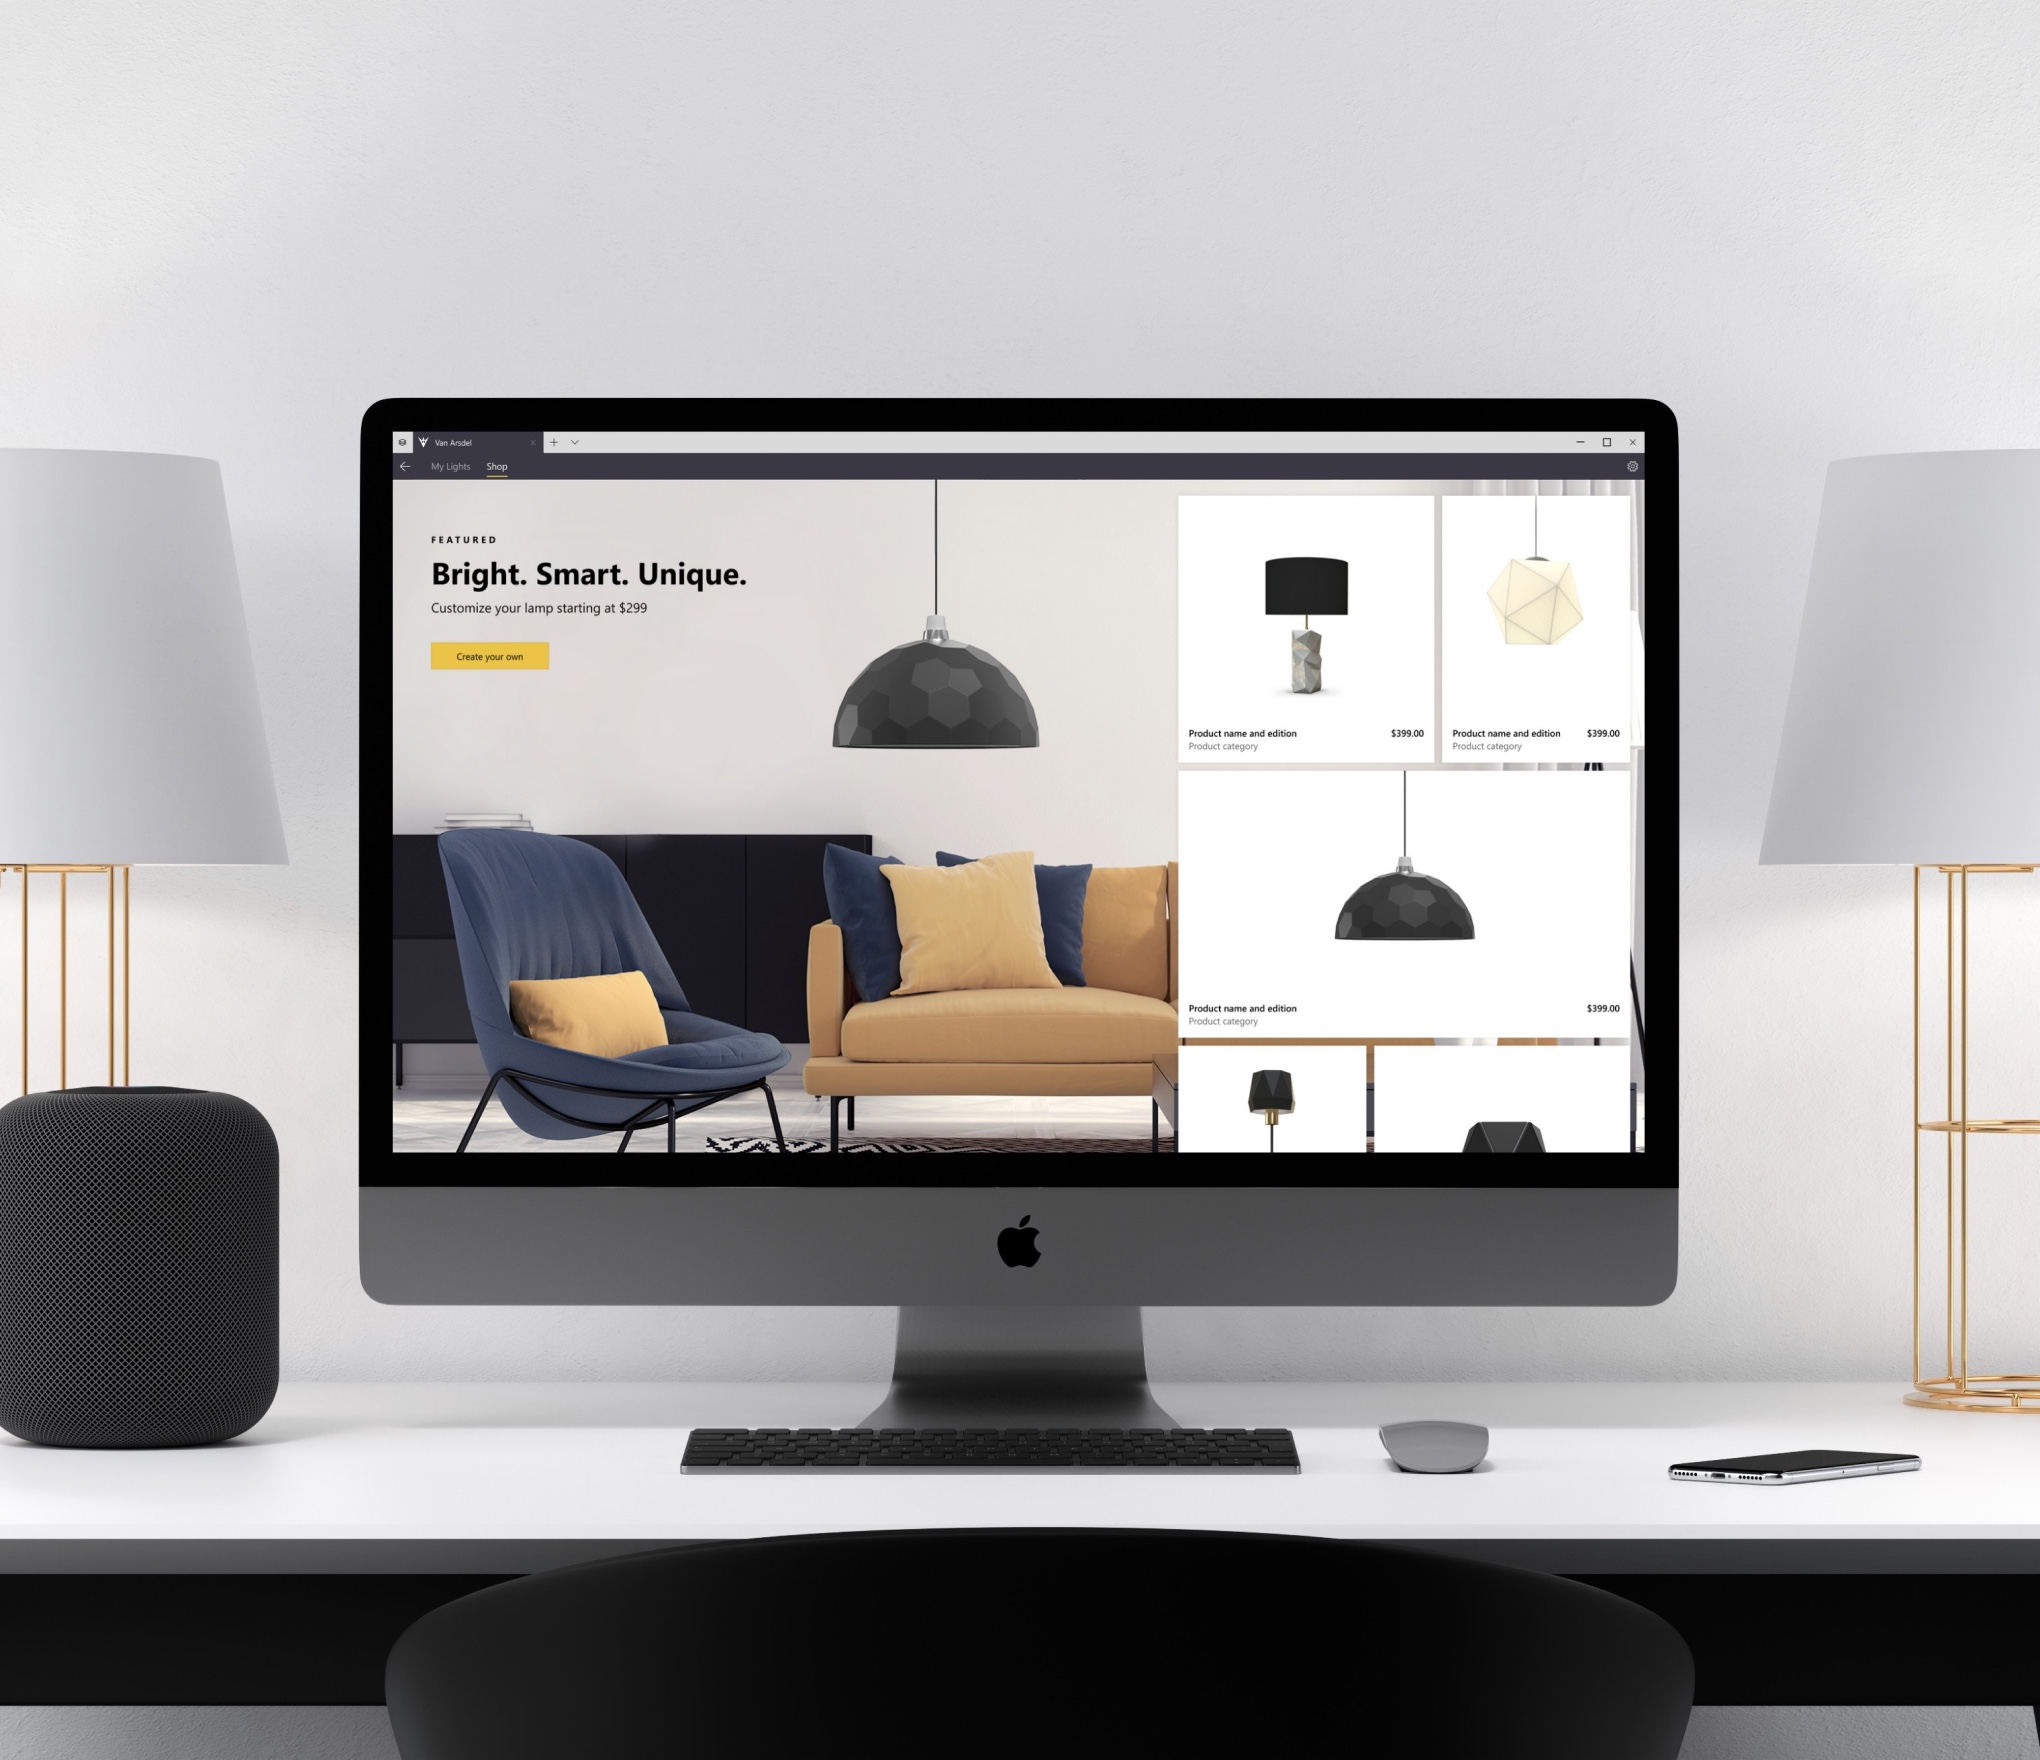 Van Arsdel
My Lights Shop
FEATURED
Bright. Smart. Unique.
Customize your lamp starting at $299
Create your own
Product name and edition $399.00
Product category
Product name and edition $399.00
Product category
Product name and edition $399.00
Product category